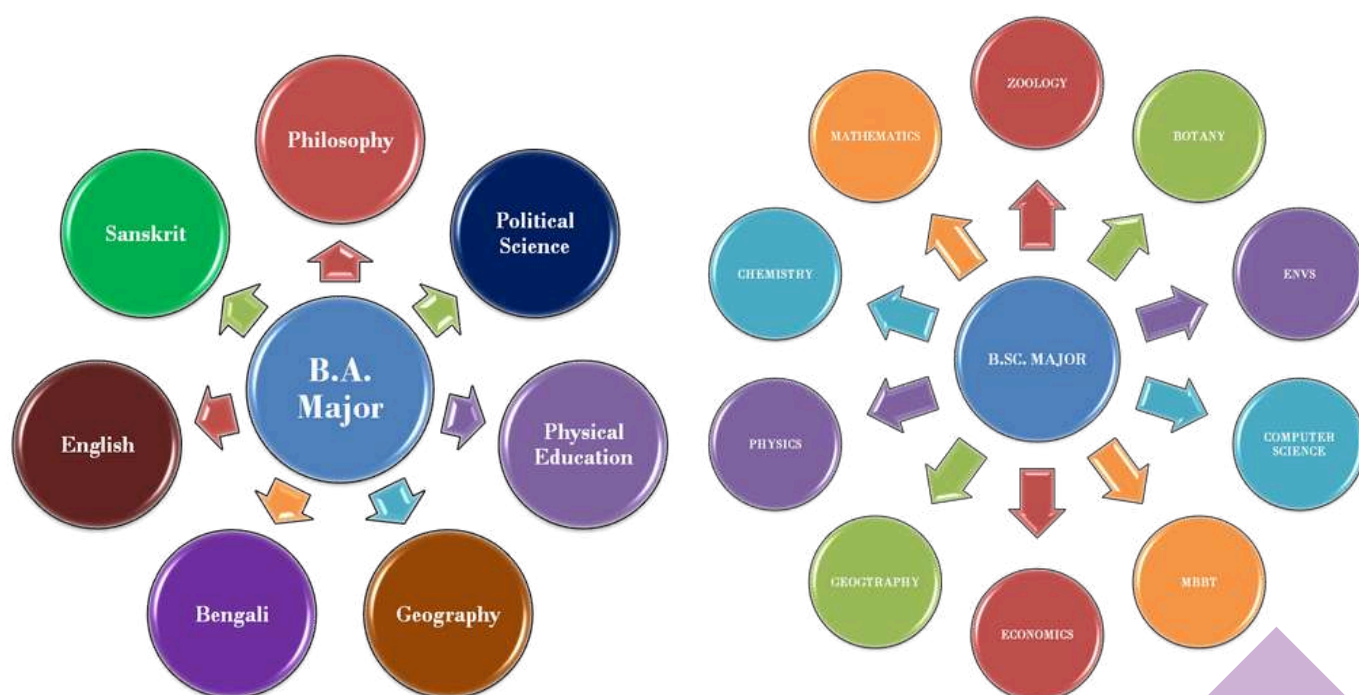 Philosophy
Political
Science
Physical
Education
Geography
Bengali
English
Sanskrit
B.A.
Major
ZOOLOGY
BOTANY
ENVS
COMPUTER
SCIENCE
MBBT
ECONOMICS
GEOGTRAPHY
PHYSICS
CHEMISTRY
MATHEMATICS
B.SC. MAJOR